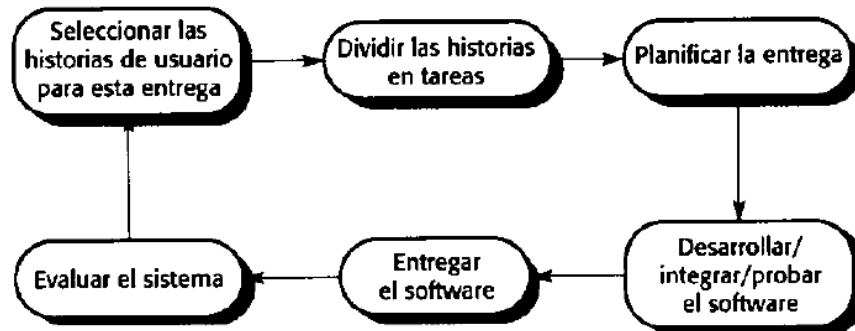 Seleccionar las
historias de usuario
para esta entrega
Dividir las historias
en tareas
Planificar la entrega
Desarrollar/
integrar/probar
el software
Entregar
el software
Evaluar el sistema